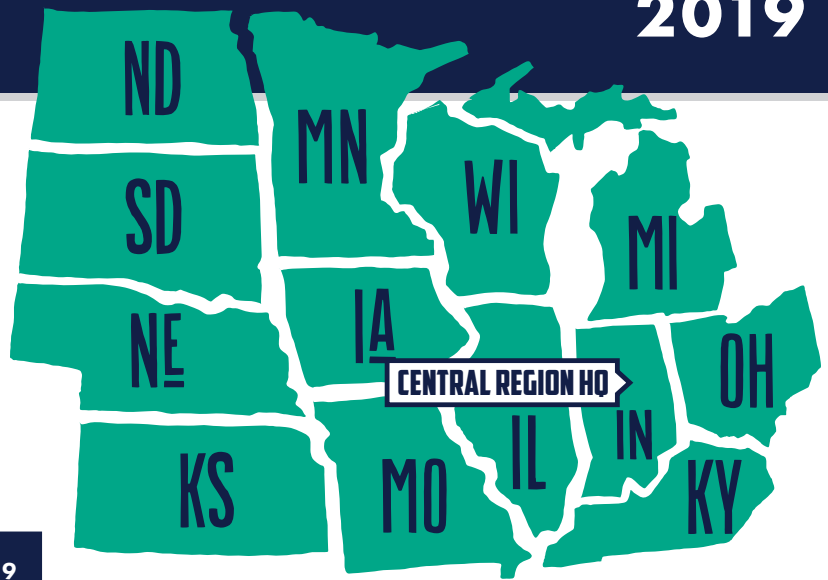 2019
ND
MN
WI
SD
MI
IA
NE
OH
CENTRAL REGION HQ
IL
IN
KS
MO
KY
9